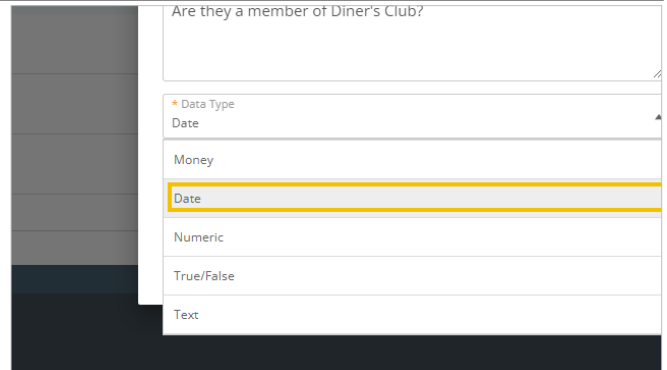 Are they a member of Diner's Club?
* Data Type
Date
Money
Date
Numeric
True/False
Text